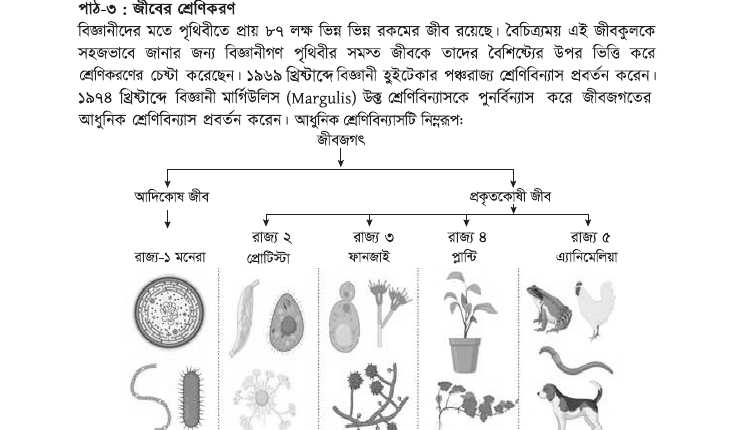 পাঠ-৩ : জীবের শ্রেণিকরণ
বিজ্ঞানীদের মতে পৃথিবীতে প্রায় ৮৭ লক্ষ ভিন্ন ভিন্ন রকমের জীব রয়েছে। বৈচিত্র্যময় এই জীবকুলকে
সহজভাবে জানার জন্য বিজ্ঞানীগণ পৃথিবীর সমস্ত জীবকে তাদের বৈশিষ্ট্যের উপর ভিত্তি করে
শ্রেণিকরণের চেষ্টা করেছেন। ১৯৬৯ খ্রিষ্টাব্দে বিজ্ঞানী হুইটেকার পঞ্চরাজ্য শ্রেণিবিন্যাস প্রবর্তন করেন।
১৯৭৪ খ্রিষ্টাব্দে বিজ্ঞানী মার্গিউলিস (Margulis) উক্ত শ্রেণিবিন্যাসকে পুনর্বিন্যাস করে জীবজগতের
আধুনিক শ্রেণিবিন্যাস প্রবর্তন করেন। আধুনিক শ্রেণিবিন্যাসটি নিম্নরূপ:
জীবজগৎ
আদিকোষ জীব প্রকৃতকোষী জীব
রাজ্য ২ রাজ্য ৩ রাজ্য ৪ রাজ্য ৫
রাজ্য-১ মনেরা প্রোটিস্টা ফানজাই প্লান্টি এ্যানিমেলিয়া